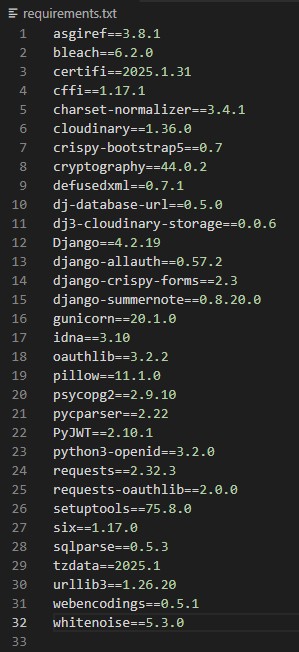 requirements.txt
1 asgiref==3.8.1
2 bleach==6.2.0
3 certifi==2025.1.31
4 cffi==1.17.1
5 charset-normalizer==3.4.1
6 cloudinary==1.36.0
7 crispy-bootstrap5==0.7
8 cryptography==44.0.2
9 defusedxml==0.7.1
10 dj-database-url==0.5.0
11 dj3-cloudinary-storage==0.0.6
12 Django==4.2.19
13 django-allauth==0.57.2
14 django-crispy-forms==2.3
15 django-summernote==0.8.20.0
16 gunicorn==20.1.0
17 idna==3.10
18 oauthlib==3.2.2
19 pillow==11.1.0
20 psycopg2==2.9.10
21 pycparser==2.22
22 PyJWT==2.10.1
23 python3-openid==3.2.0
24 requests==2.32.3
25 requests-oauthlib==2.0.0
26 setuptools==75.8.0
27 six==1.17.0
28 sqlparse==0.5.3
29 tzdata==2025.1
30 urllib3==1.26.20
31 webencodings==0.5.1
32 whitenoise==5.3.0
33